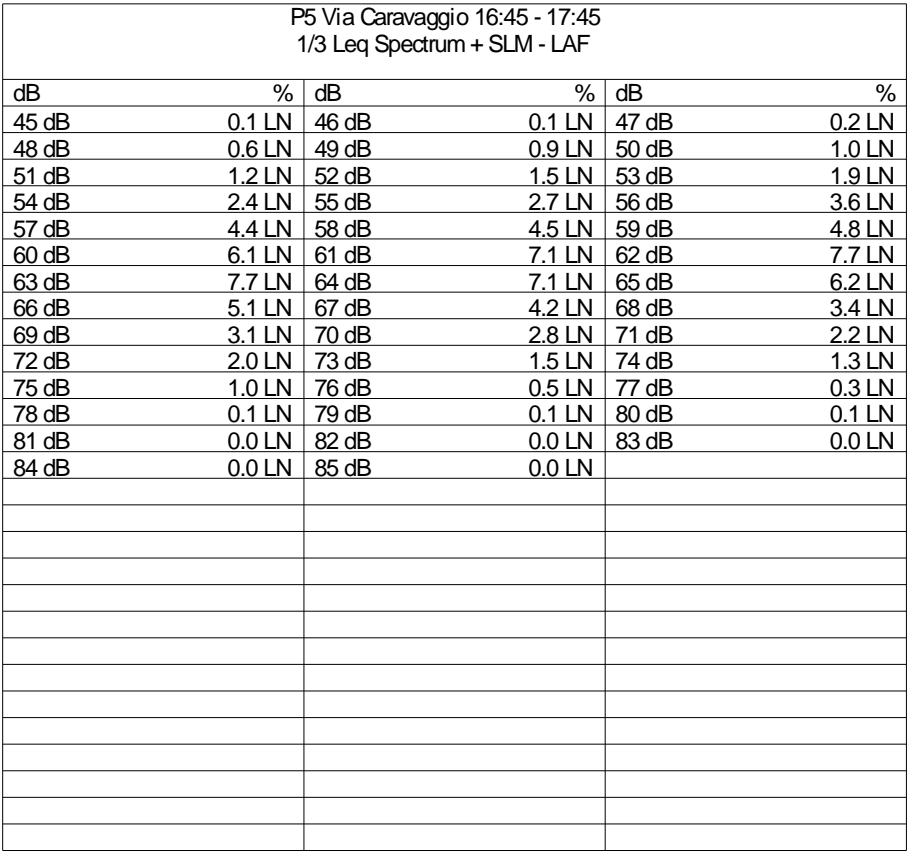 P5 Via Caravaggio 16:45 - 17:45
1/3 Leq Spectrum + SLM - LAF
dB % dB % dB %
45 dB 0.1 LN 46 dB 0.1 LN 47 dB 0.2 LN
48 dB 0.6 LN 49 dB 0.9 LN 50 dB 1.0 LN
51 dB 1.2 LN 52 dB 1.5 LN 53 dB 1.9 LN
54 dB 2.4 LN 55 dB 2.7 LN 56 dB 3.6 LN
57 dB 4.4 LN 58 dB 4.5 LN 59 dB 4.8 LN
60 dB 6.1 LN 61 dB 7.1 LN 62 dB 7.7 LN
63 dB 7.7 LN 64 dB 7.1 LN 65 dB 6.2 LN
66 dB 5.1 LN 67 dB 4.2 LN 68 dB 3.4 LN
69 dB 3.1 LN 70 dB 2.8 LN 71 dB 2.2 LN
72 dB 2.0 LN 73 dB 1.5 LN 74 dB 1.3 LN
75 dB 1.0 LN 76 dB 0.5 LN 77 dB 0.3 LN
78 dB 0.1 LN 79 dB 0.1 LN 80 dB 0.1 LN
81 dB 0.0 LN 82 dB 0.0 LN 83 dB 0.0 LN
84 dB 0.0 LN 85 dB 0.0 LN